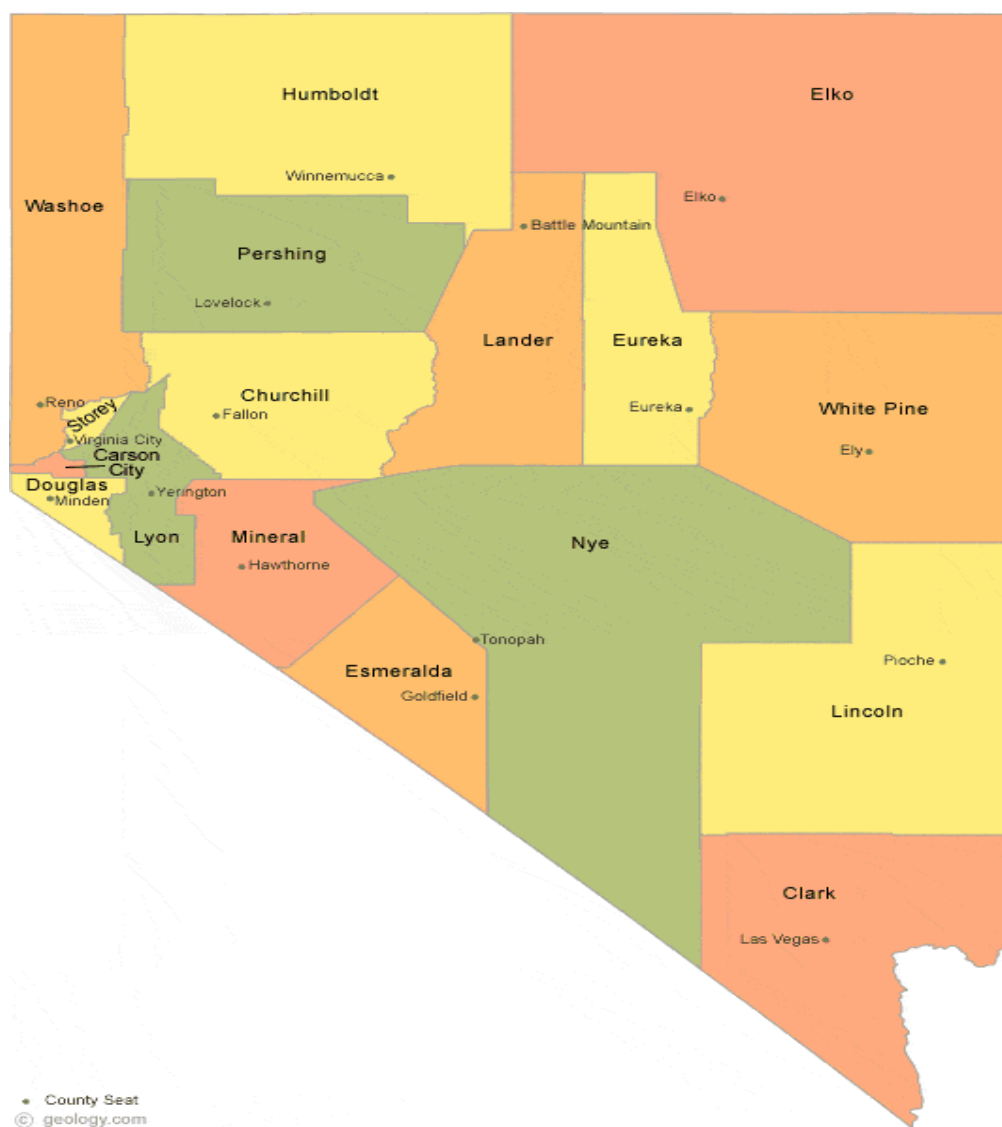 Humboldt
Elko
Winnemucca
Elko
Washoe
Battle Mountain
Pershing
Lovelock
Lander
Eureka
Churchill
Reno
Storey
Fallon
Eureka
White Pine
Virginia City
Ely
Carson
City
Douglas
Minden
Yerington
Lyon
Mineral
Nye
Hawthorne
Tonopah
Esmeralda
Pioche
Goldfield
Lincoln
Clark
Las Vegas
County Seat
© geology.com